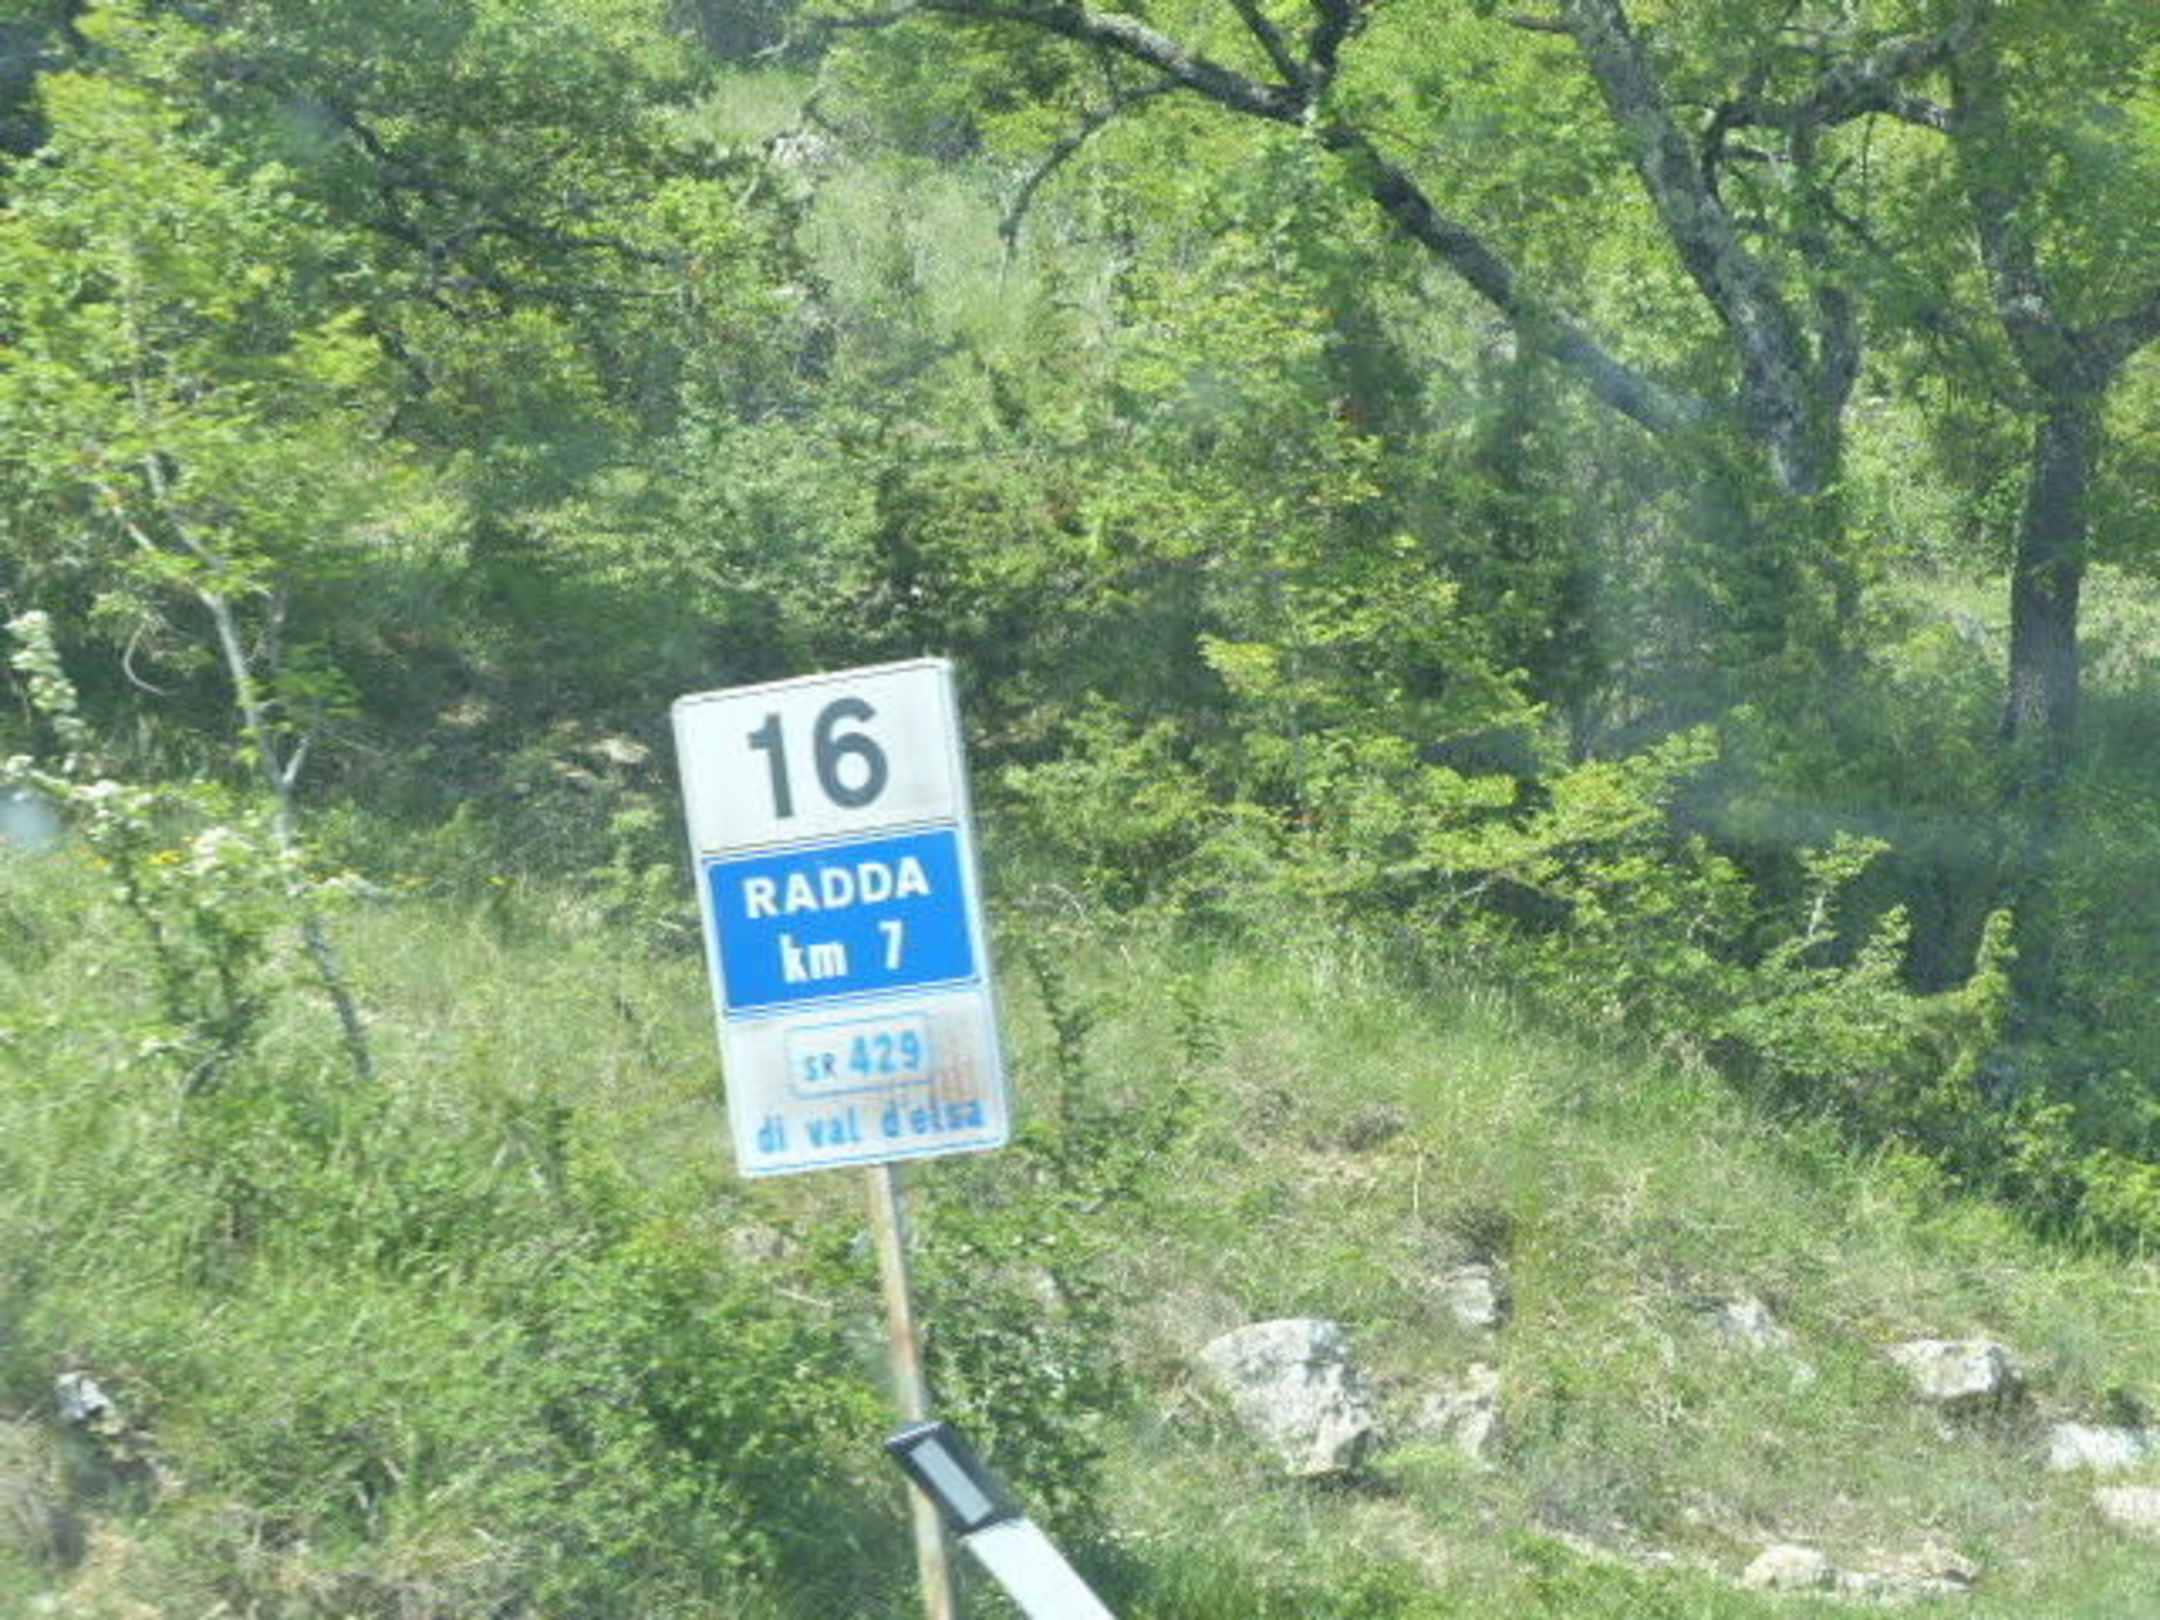 16
RADDA
km 7
SR 429
di val d'elsa